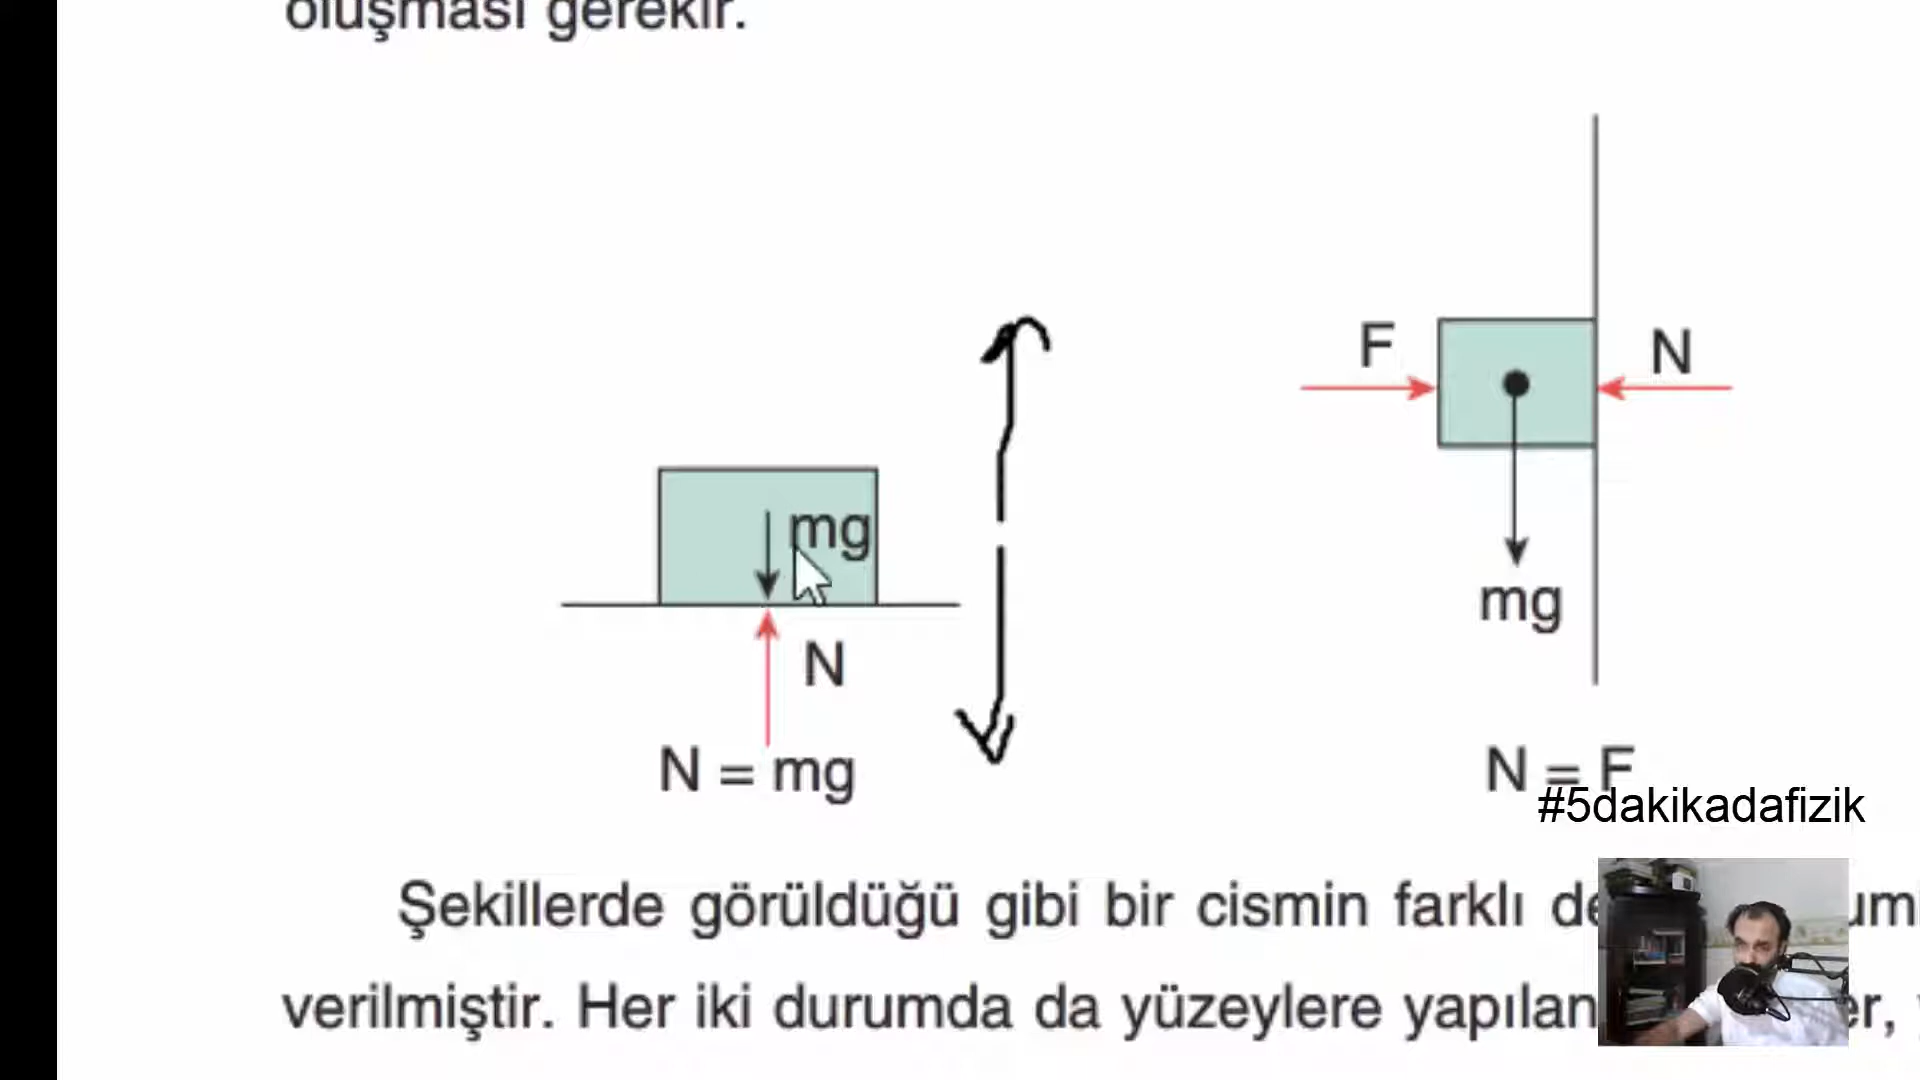 oluşması gerekir.
F
N
mg
mg
N
N = mg
N = F
#5dakikadafizik
Şekillerde görüldüğü gibi bir cismin farklı
verilmiştir. Her iki durumda da yüzeylere yapılan